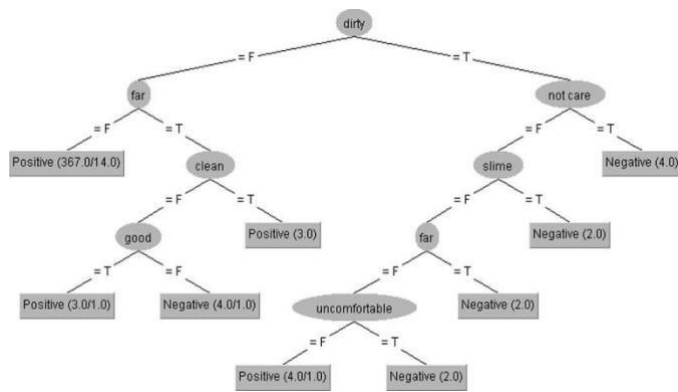 dirty
= F
= T
far
not care
= F
= T
= F
= T
Positive (367.0/14.0)
clean
slime
Negative (4.0)
= F
= T
= F
= T
good
Positive (3.0)
far
Negative (2.0)
= T
= F
= F
= T
Positive (3.0/1.0)
Negative (4.0/1.0)
uncomfortable
Negative (2.0)
= F
= T
Positive (4.0/1.0)
Negative (2.0)